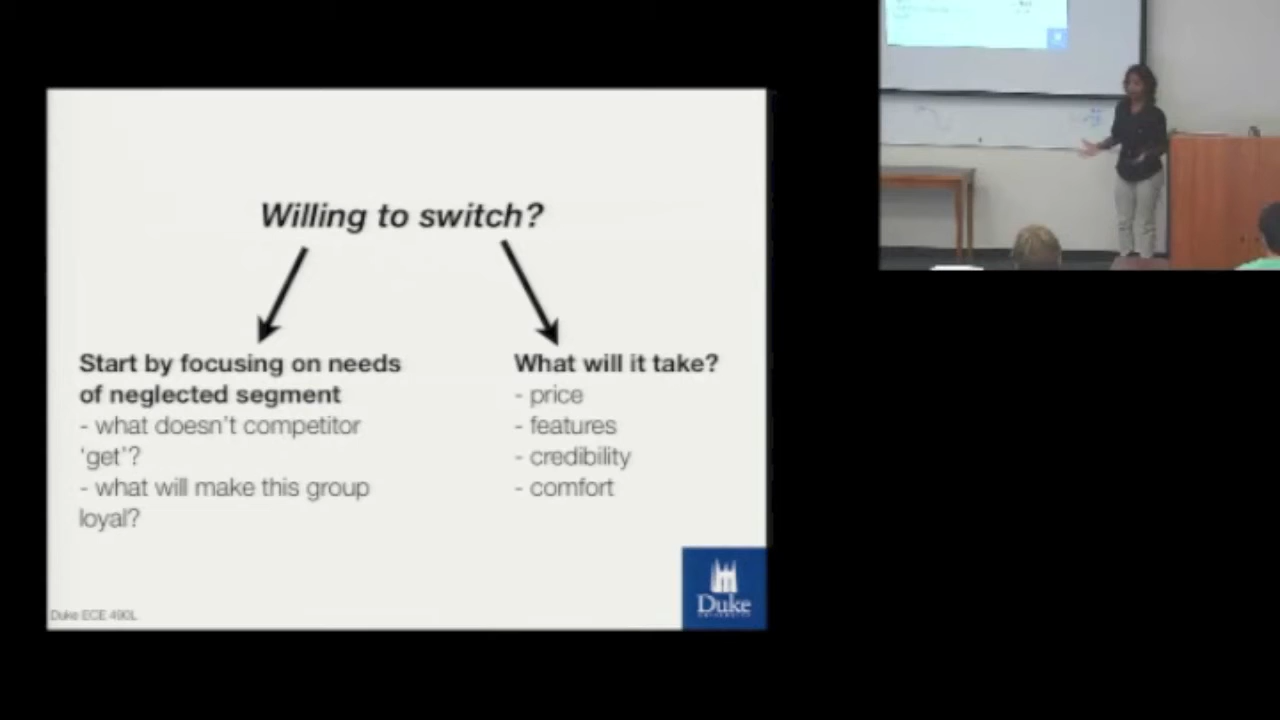 Willing to switch?
Start by focusing on needs
of neglected segment
- what doesn't competitor
'get'?
- what will make this group
loyal?
What will it take?
- price
- features
- credibility
- comfort
Duke ECE 490L
Duke
UNIVERSITY